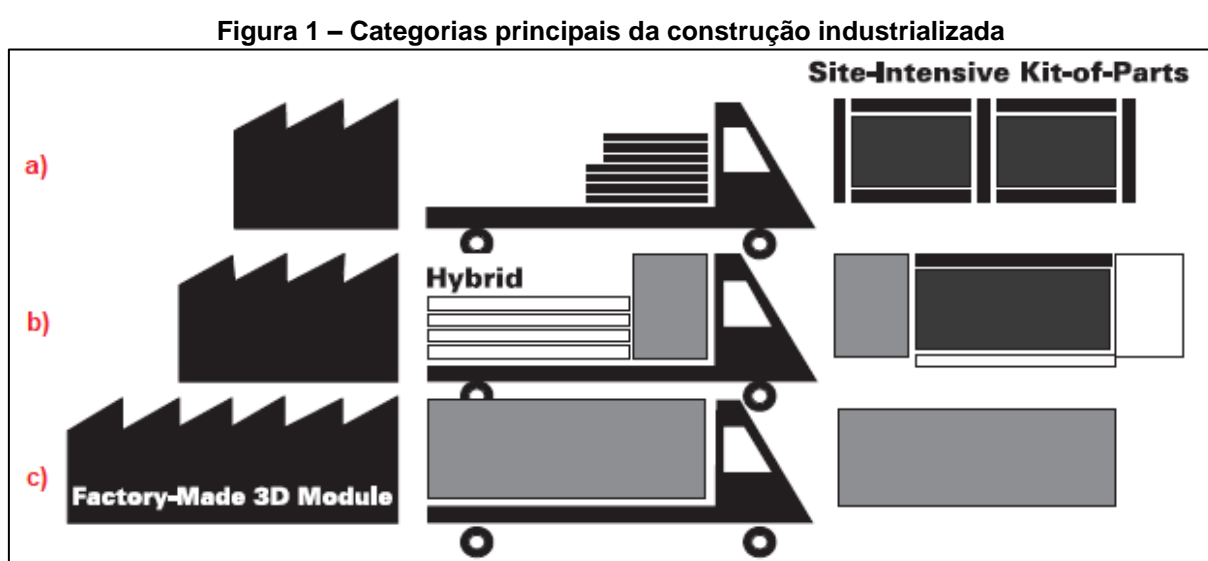 Figura 1 – Categorias principais da construção industrializada
Site-Intensive Kit-of-Parts
a)
Hybrid
b)
c)
Factory-Made 3D Module